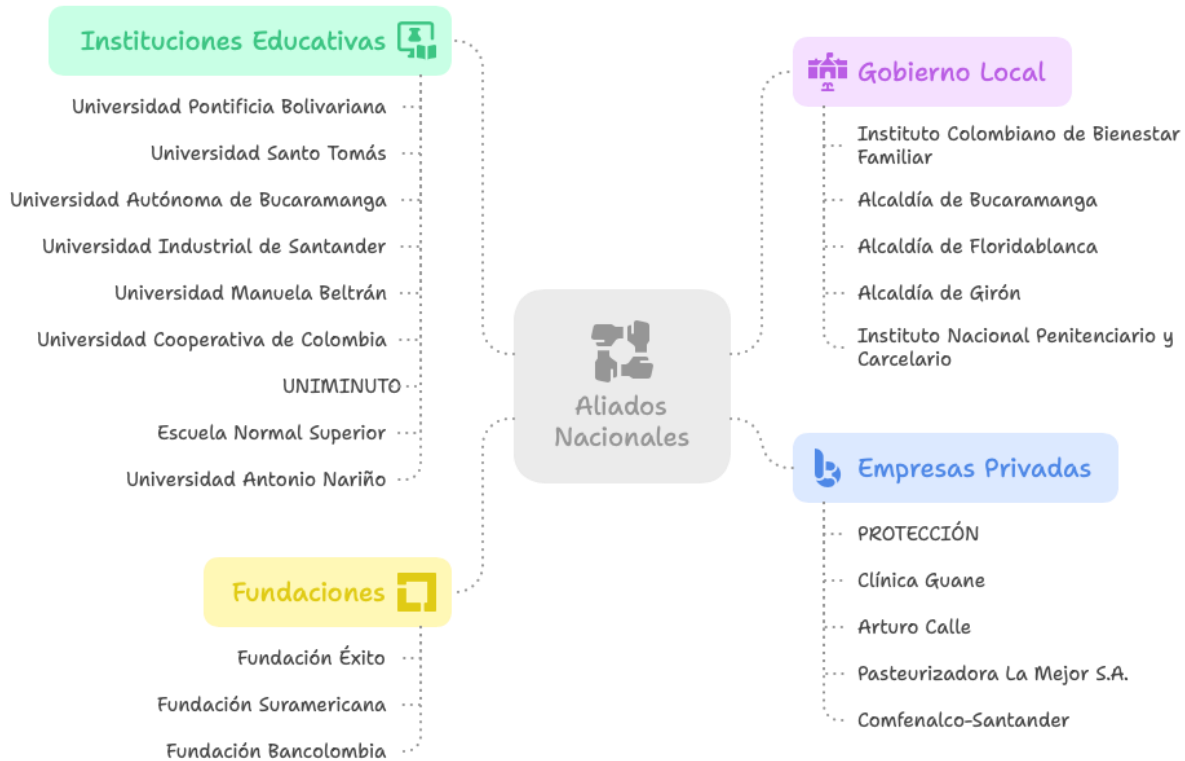 Instituciones Educativas
Universidad Pontificia Bolivariana
Universidad Santo Tomás
Universidad Autónoma de Bucaramanga
Universidad Industrial de Santander
Universidad Manuela Beltrán
Universidad Cooperativa de Colombia
UNIMINUTO
Escuela Normal Superior
Universidad Antonio Nariño
Fundaciones
Fundación Éxito
Fundación Suramericana
Fundación Bancolombia
Aliados
Nacionales
Gobierno Local
Instituto Colombiano de Bienestar
Familiar
Alcaldía de Bucaramanga
Alcaldía de Floridablanca
Alcaldía de Girón
Instituto Nacional Penitenciario y
Carcelario
Empresas Privadas
PROTECCIÓN
Clínica Guane
Arturo Calle
Pasteurizadora La Mejor S.A.
Comfenalco-Santander